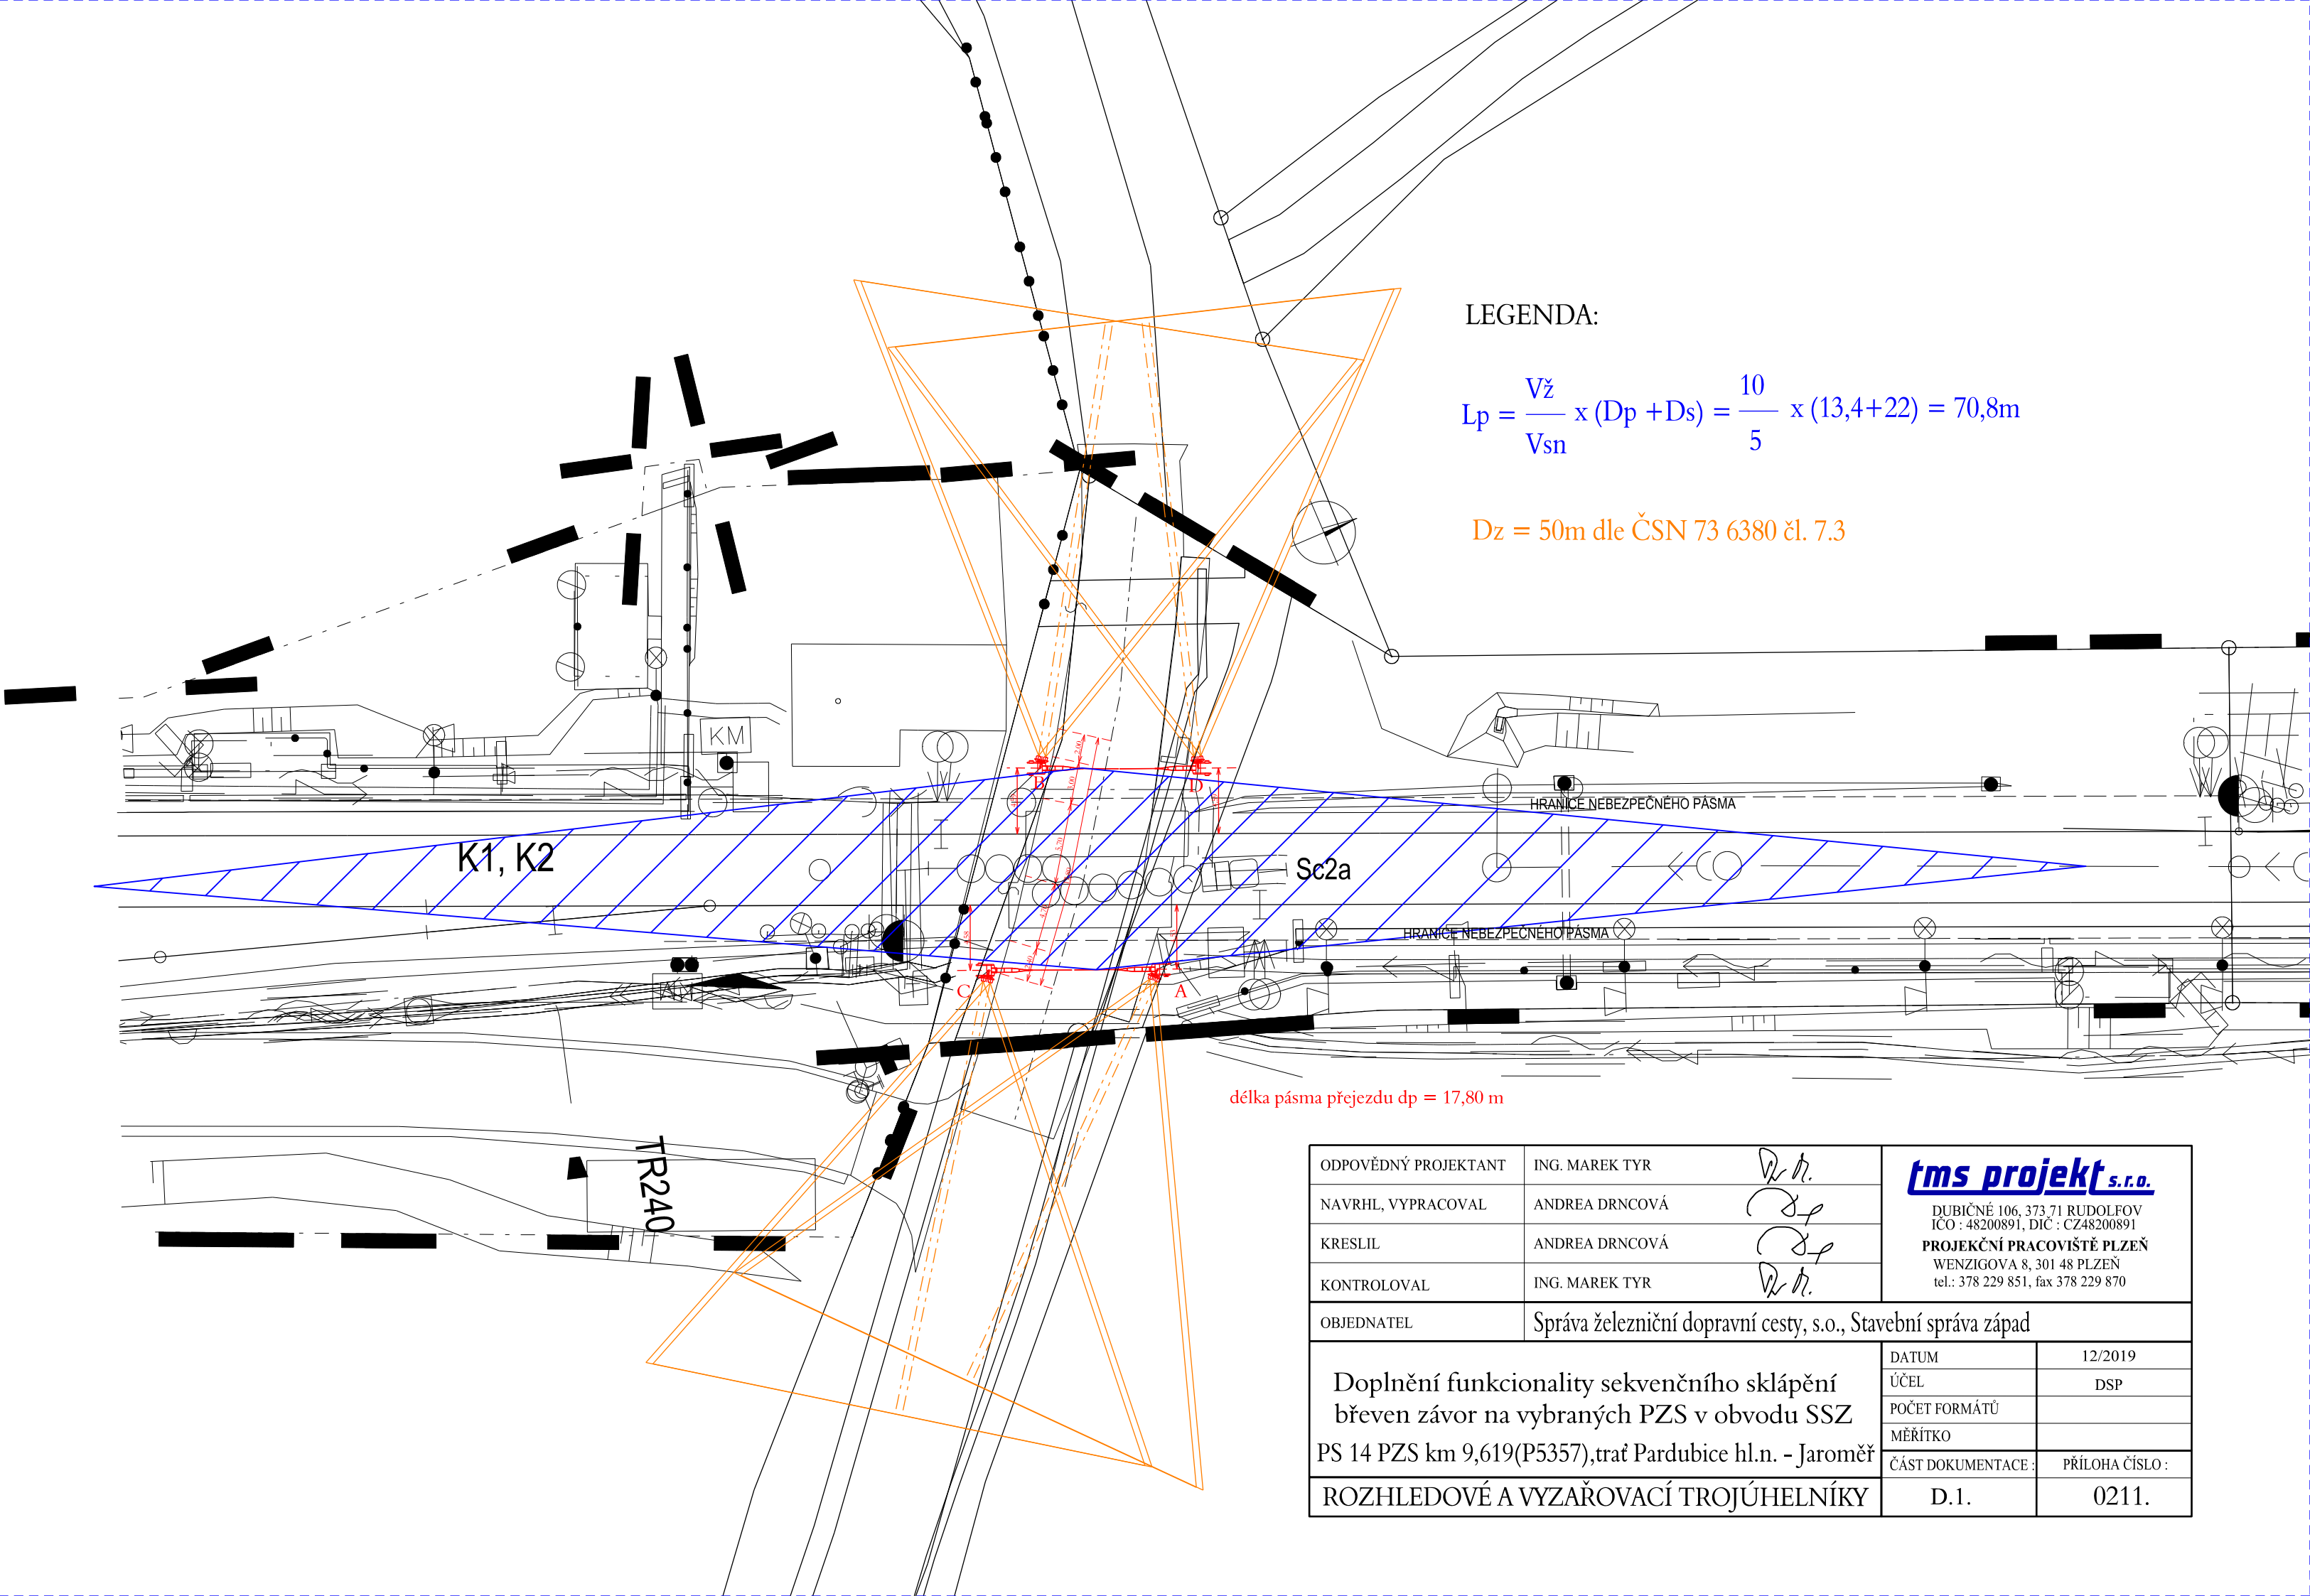 LEGENDA:
Lp = Vž / Vsn x (Dp +Ds) = 10 / 5 x (13,4+22) = 70,8m
Dz = 50m dle ČSN 73 6380 čl. 7.3
KM
B
D
HRANICE NEBEZPEČNÉHO PÁSMA
K1, K2
Sc2a
HRANICE NEBEZPEČNÉHO PÁSMA
C
A
délka pásma přejezdu dp = 17,80 m
TR240
ODPOVĚDNÝ PROJEKTANT ING. MAREK TYR
NAVRHL, VYPRACOVAL ANDREA DRNCOVÁ
KRESLIL ANDREA DRNCOVÁ
KONTROLOVAL ING. MAREK TYR
tms projekt s.r.o.
DUBIČNÉ 106, 373 71 RUDOLFOV
IČO : 48200891, DIČ : CZ48200891
PROJEKČNÍ PRACOVIŠTĚ PLZEŇ
WENZIGOVA 8, 301 48 PLZEŇ
tel.: 378 229 851, fax 378 229 870
OBJEDNATEL Správa železniční dopravní cesty, s.o., Stavební správa západ
Doplnění funkcionality sekvenčního sklápění
břeven závor na vybraných PZS v obvodu SSZ
PS 14 PZS km 9,619(P5357),trať Pardubice hl.n. - Jaroměř
DATUM 12/2019
ÚČEL DSP
POČET FORMÁTŮ
MĚŘÍTKO
ČÁST DOKUMENTACE : PŘÍLOHA ČÍSLO :
ROZHLEDOVÉ A VYZAŘOVACÍ TROJÚHELNÍKY
D.1. 0211.